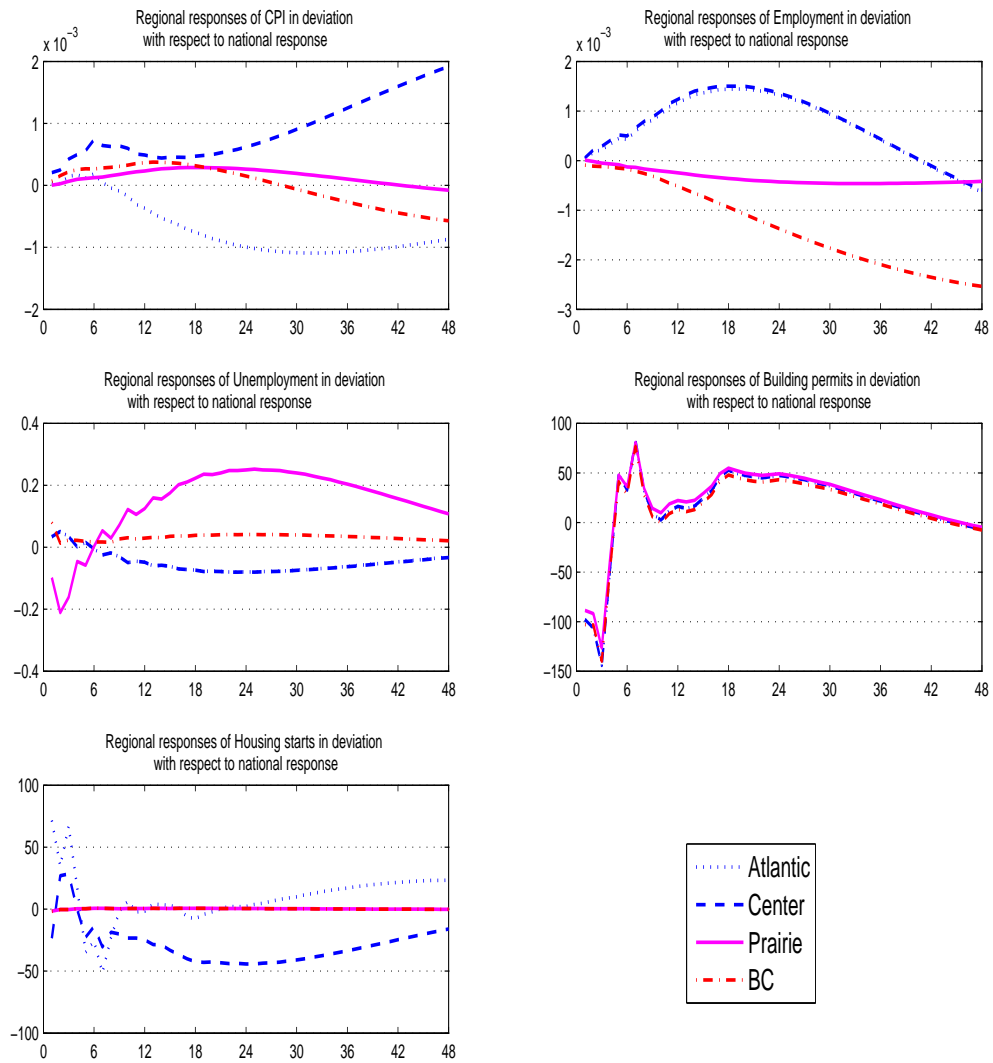 Regional responses of CPI in deviation
with respect to national response
x 10−3
2
1
0
−1
−2
0 6 12 18 24 30 36 42 48
Regional responses of Employment in deviation
with respect to national response
x 10−3
2
1
0
−1
−2
−3
0 6 12 18 24 30 36 42 48
Regional responses of Unemployment in deviation
with respect to national response
0.4
0.2
0
−0.2
−0.4
0 6 12 18 24 30 36 42 48
Regional responses of Building permits in deviation
with respect to national response
100
50
0
−50
−100
−150
0 6 12 18 24 30 36 42 48
Regional responses of Housing starts in deviation
with respect to national response
100
50
0
−50
−100
0 6 12 18 24 30 36 42 48
Atlantic
Center
Prairie
BC